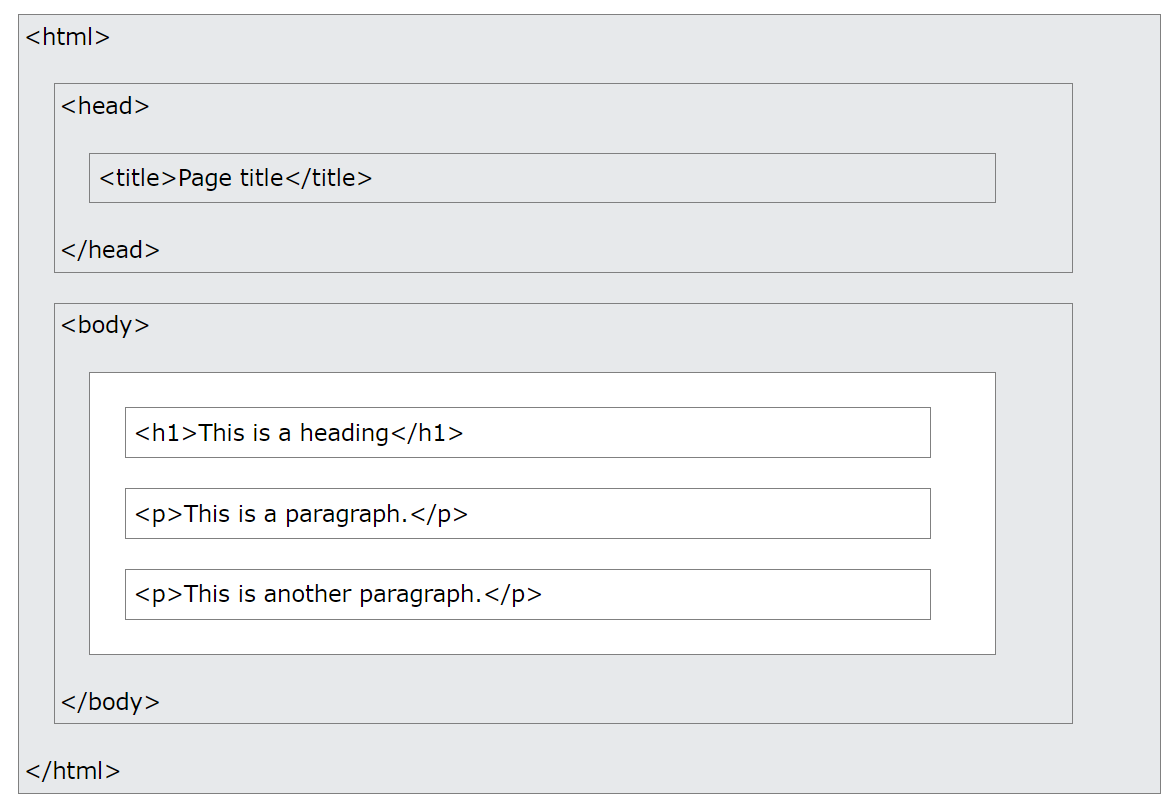 <html>
<head>
<title>Page title</title>
</head>
<body>
<h1>This is a heading</h1>
<p>This is a paragraph.</p>
<p>This is another paragraph.</p>
</body>
</html>